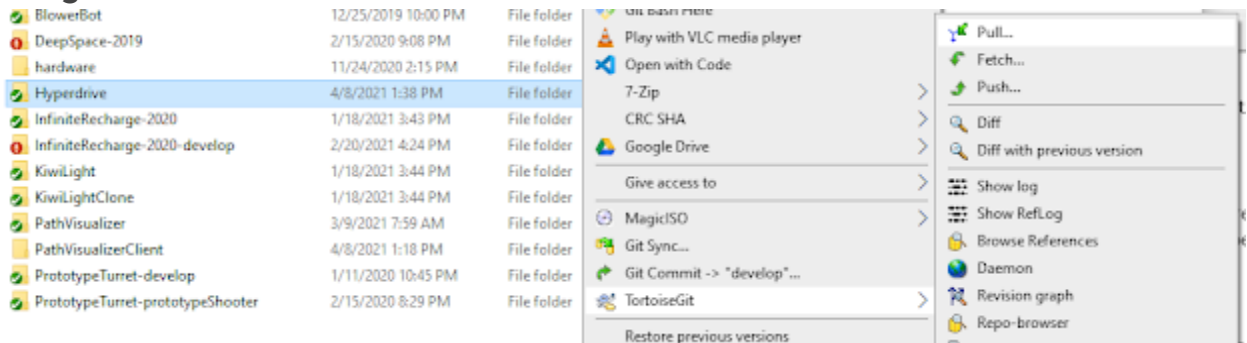 BlowerBot 12/25/2019 10:00 PM File folder
DeepSpace-2019 2/15/2020 9:08 PM File folder
hardware 11/24/2020 2:15 PM File folder
Hyperdrive 4/8/2021 1:38 PM File folder
InfiniteRecharge-2020 1/18/2021 3:43 PM File folder
InfiniteRecharge-2020-develop 2/20/2021 4:24 PM File folder
KiwiLight 1/18/2021 3:44 PM File folder
KiwiLightClone 1/18/2021 3:44 PM File folder
PathVisualizer 3/9/2021 7:59 AM File folder
PathVisualizerClient 4/8/2021 1:18 PM File folder
PrototypeTurret-develop 1/11/2020 10:45 PM File folder
PrototypeTurret-prototypeShooter 2/15/2020 8:29 PM File folder
Git Bash Here
Play with VLC media player
Open with Code
7-Zip
CRC SHA
Google Drive
Give access to
MagicISO
Git Sync...
Git Commit -> "develop"...
TortoiseGit
Restore previous versions
Pull...
Fetch...
Push...
Diff
Diff with previous version
Show log
Show RefLog
Browse References
Daemon
Revision graph
Repo-browser